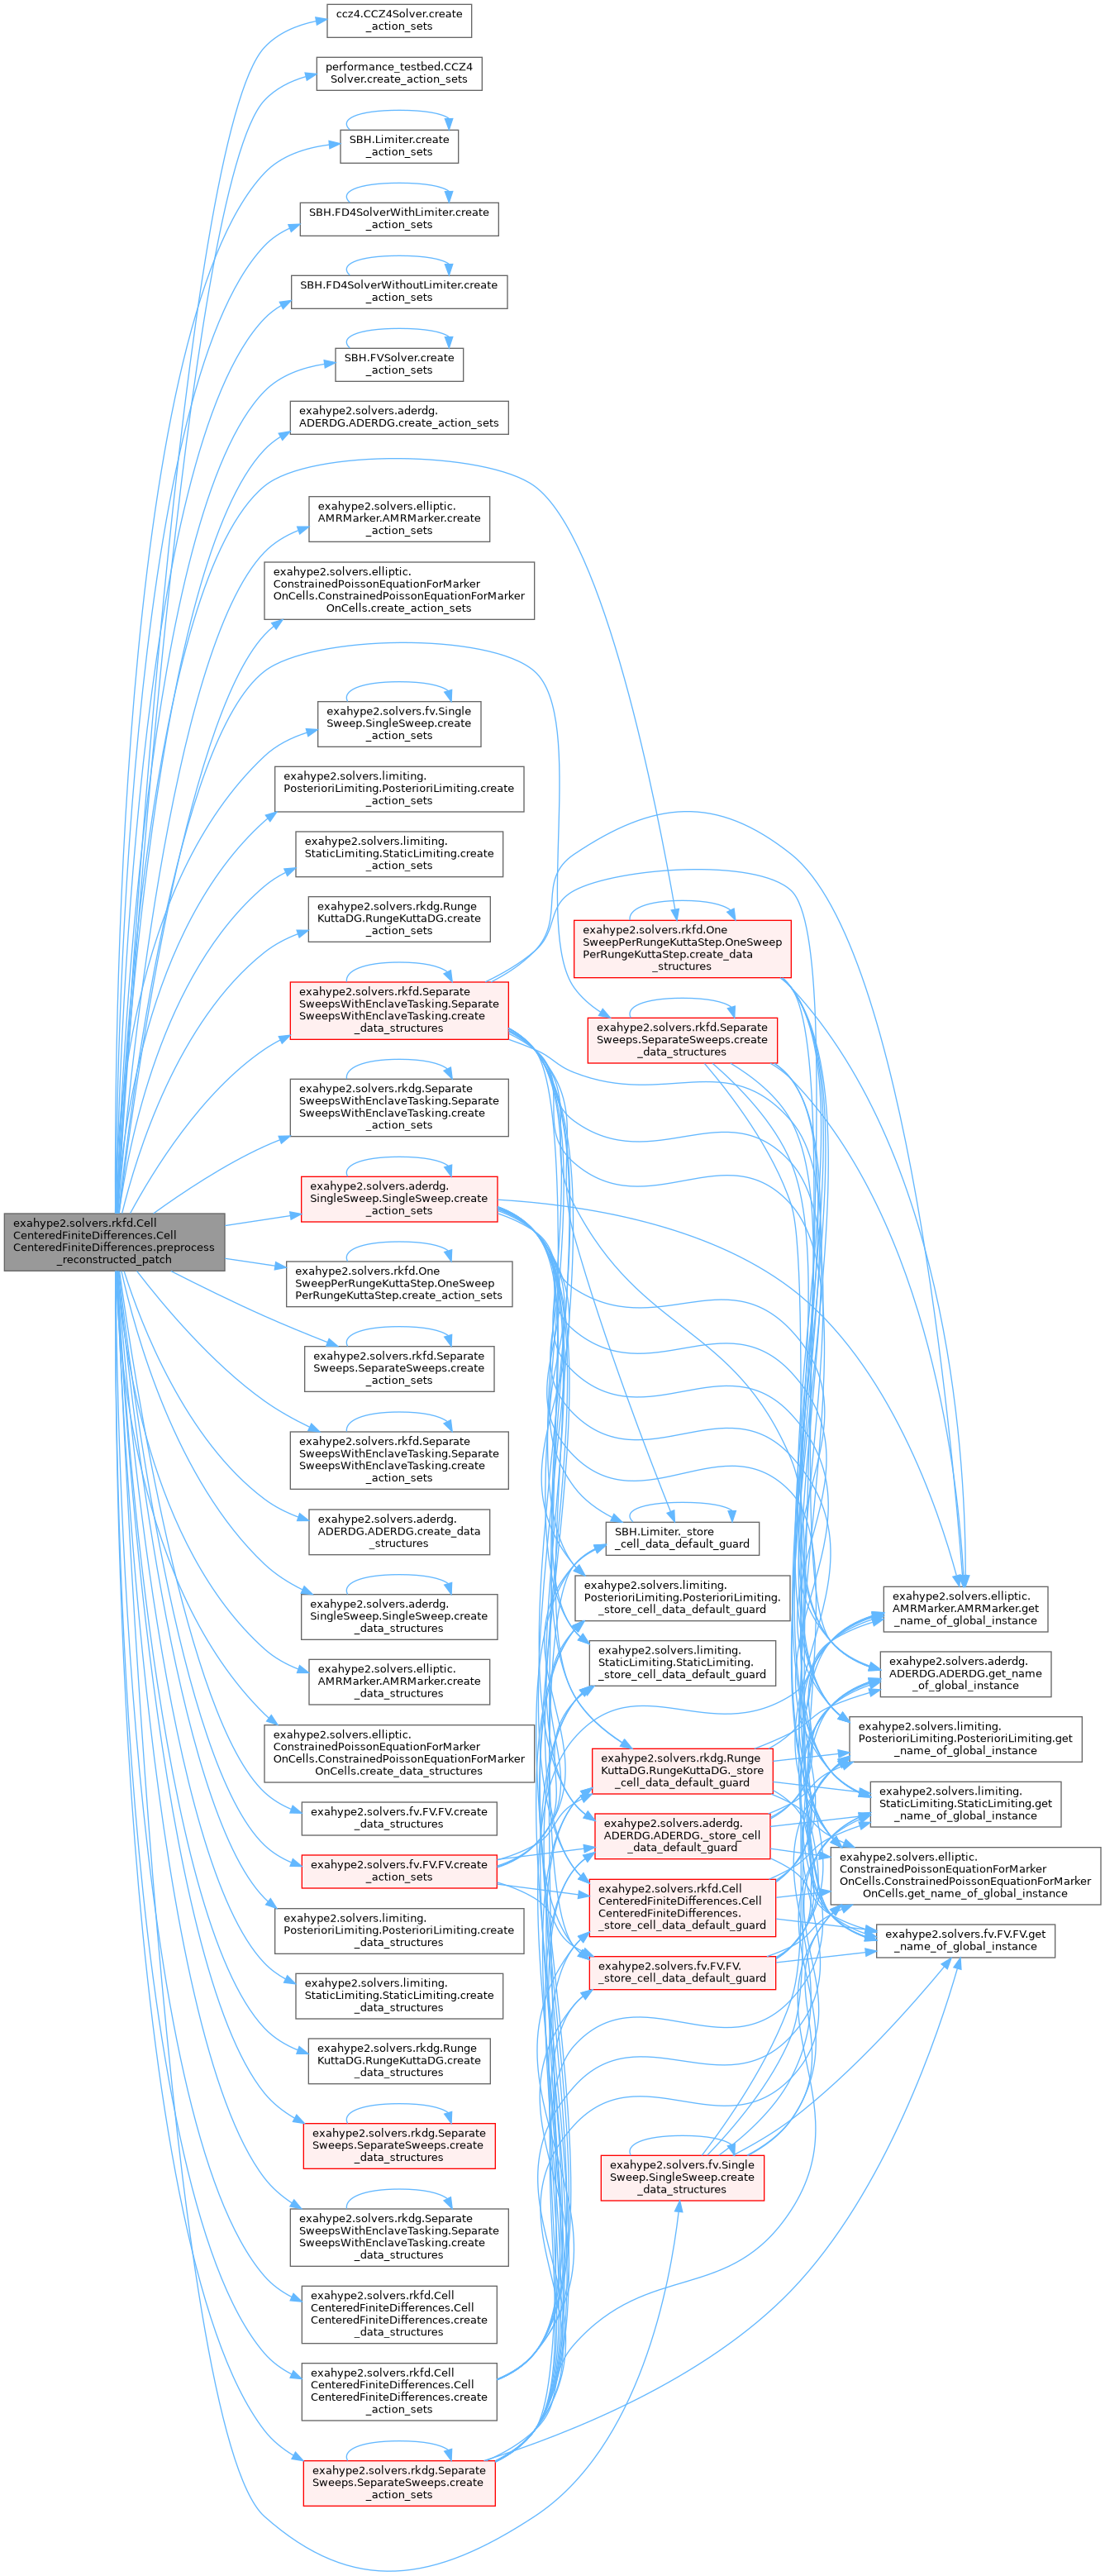 ccz4.CCZ4Solver.create
_action_sets
performance_testbed.CCZ4
Solver.create_action_sets
SBH.Limiter.create
_action_sets
SBH.FD4SolverWithLimiter.create
_action_sets
SBH.FD4SolverWithoutLimiter.create
_action_sets
SBH.FVSolver.create
_action_sets
exahype2.solvers.aderdg.
ADERDG.ADERDG.create_action_sets
exahype2.solvers.elliptic.
AMRMarker.AMRMarker.create
_action_sets
exahype2.solvers.elliptic.
ConstrainedPoissonEquationForMarker
OnCells.ConstrainedPoissonEquationForMarker
OnCells.create_action_sets
exahype2.solvers.fv.Single
Sweep.SingleSweep.create
_action_sets
exahype2.solvers.limiting.
PosterioriLimiting.PosterioriLimiting.create
_action_sets
exahype2.solvers.limiting.
StaticLimiting.StaticLimiting.create
_action_sets
exahype2.solvers.rkdg.Runge
KuttaDG.RungeKuttaDG.create
_action_sets
exahype2.solvers.rkfd.Separate
SweepsWithEnclaveTasking.Separate
SweepsWithEnclaveTasking.create
_data_structures
exahype2.solvers.rkdg.Separate
SweepsWithEnclaveTasking.Separate
SweepsWithEnclaveTasking.create
_action_sets
exahype2.solvers.aderdg.
SingleSweep.SingleSweep.create
_action_sets
exahype2.solvers.rkfd.Cell
CenteredFiniteDifferences.Cell
CenteredFiniteDifferences.preprocess
_reconstructed_patch
exahype2.solvers.rkfd.One
SweepPerRungeKuttaStep.OneSweep
PerRungeKuttaStep.create_action_sets
exahype2.solvers.rkfd.Separate
Sweeps.SeparateSweeps.create
_action_sets
exahype2.solvers.rkfd.Separate
SweepsWithEnclaveTasking.Separate
SweepsWithEnclaveTasking.create
_action_sets
exahype2.solvers.aderdg.
ADERDG.ADERDG.create_data
_structures
exahype2.solvers.aderdg.
SingleSweep.SingleSweep.create
_data_structures
exahype2.solvers.elliptic.
AMRMarker.AMRMarker.create
_data_structures
exahype2.solvers.elliptic.
ConstrainedPoissonEquationForMarker
OnCells.ConstrainedPoissonEquationForMarker
OnCells.create_data_structures
exahype2.solvers.fv.FV.FV.create
_data_structures
exahype2.solvers.fv.FV.FV.create
_action_sets
exahype2.solvers.limiting.
PosterioriLimiting.PosterioriLimiting.create
_data_structures
exahype2.solvers.limiting.
StaticLimiting.StaticLimiting.create
_data_structures
exahype2.solvers.rkdg.Runge
KuttaDG.RungeKuttaDG.create
_data_structures
exahype2.solvers.rkdg.Separate
Sweeps.SeparateSweeps.create
_data_structures
exahype2.solvers.rkdg.Separate
SweepsWithEnclaveTasking.Separate
SweepsWithEnclaveTasking.create
_data_structures
exahype2.solvers.rkfd.Cell
CenteredFiniteDifferences.Cell
CenteredFiniteDifferences.create
_data_structures
exahype2.solvers.rkfd.Cell
CenteredFiniteDifferences.Cell
CenteredFiniteDifferences.create
_action_sets
exahype2.solvers.rkdg.Separate
Sweeps.SeparateSweeps.create
_action_sets
exahype2.solvers.rkfd.One
SweepPerRungeKuttaStep.OneSweep
PerRungeKuttaStep.create_data
_structures
exahype2.solvers.rkfd.Separate
Sweeps.SeparateSweeps.create
_data_structures
SBH.Limiter._store
_cell_data_default_guard
exahype2.solvers.limiting.
PosterioriLimiting.PosterioriLimiting.
_store_cell_data_default_guard
exahype2.solvers.limiting.
StaticLimiting.StaticLimiting.
_store_cell_data_default_guard
exahype2.solvers.rkdg.Runge
KuttaDG.RungeKuttaDG._store
_cell_data_default_guard
exahype2.solvers.aderdg.
ADERDG.ADERDG._store_cell
_data_default_guard
exahype2.solvers.rkfd.Cell
CenteredFiniteDifferences.Cell
CenteredFiniteDifferences.
_store_cell_data_default_guard
exahype2.solvers.fv.FV.FV.
_store_cell_data_default_guard
exahype2.solvers.fv.Single
Sweep.SingleSweep.create
_data_structures
exahype2.solvers.elliptic.
AMRMarker.AMRMarker.get
_name_of_global_instance
exahype2.solvers.aderdg.
ADERDG.ADERDG.get_name
_of_global_instance
exahype2.solvers.limiting.
PosterioriLimiting.PosterioriLimiting.get
_name_of_global_instance
exahype2.solvers.limiting.
StaticLimiting.StaticLimiting.get
_name_of_global_instance
exahype2.solvers.elliptic.
ConstrainedPoissonEquationForMarker
OnCells.ConstrainedPoissonEquationForMarker
OnCells.get_name_of_global_instance
exahype2.solvers.fv.FV.FV.get
_name_of_global_instance